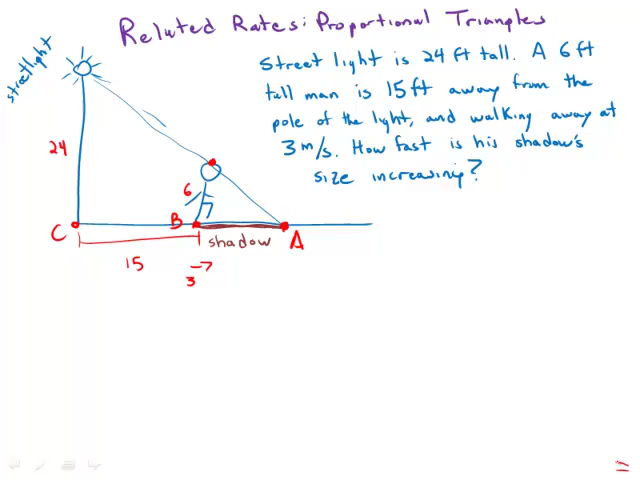 Related Rates: Proportional Triangles
streetlight
Street light is 24 ft tall. A 6 ft
tall man is 15 ft away from the
pole of the light, and walking away at
3 m/s. How fast is his shadow's
size increasing?
24
6
C
B
shadow
A
15
3